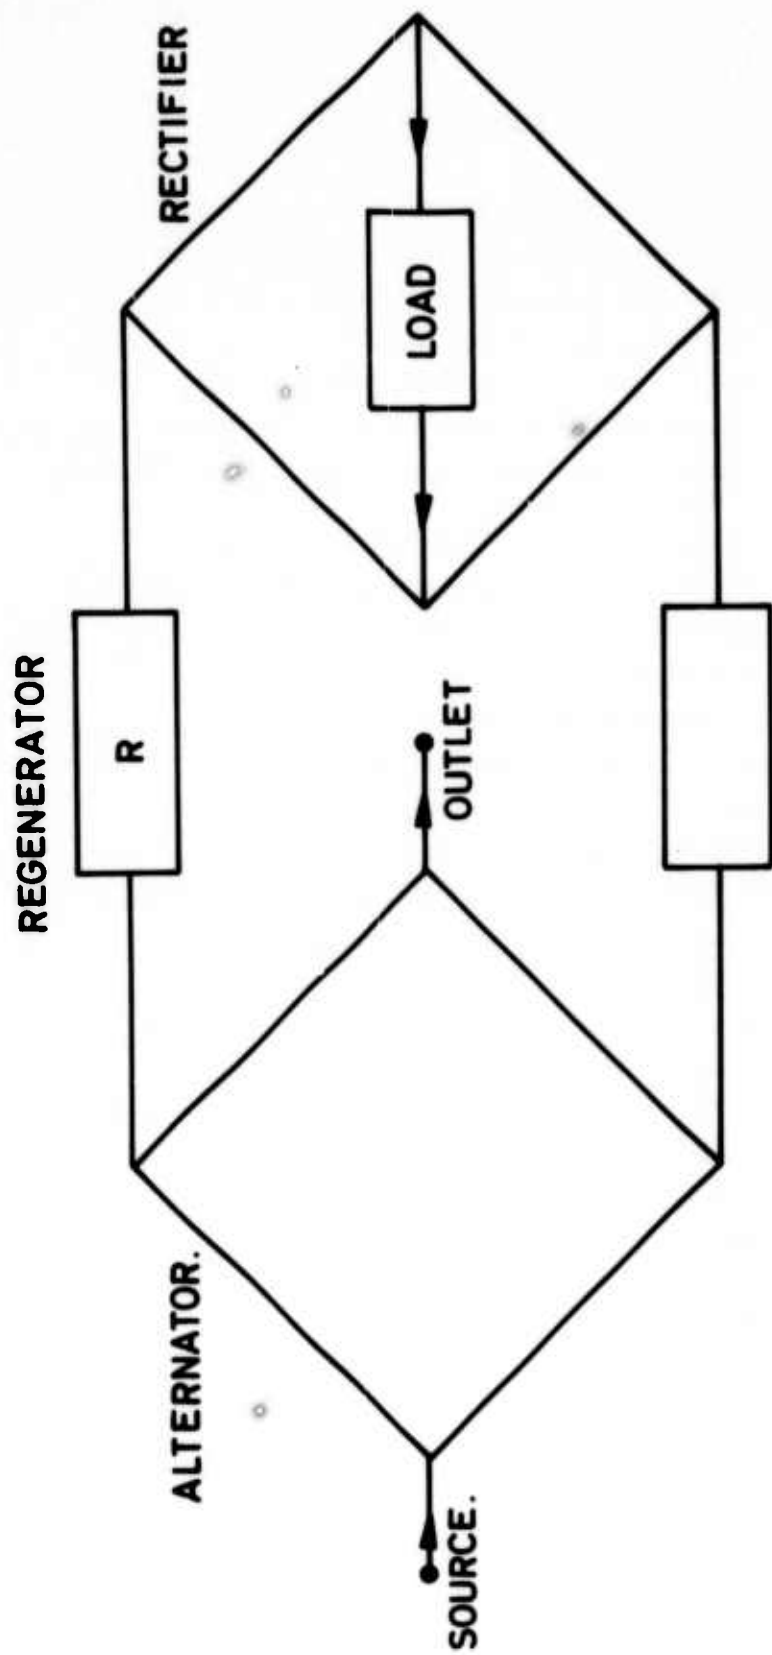 REGENERATOR
R
RECTIFIER
ALTERNATOR.
LOAD
OUTLET
SOURCE.